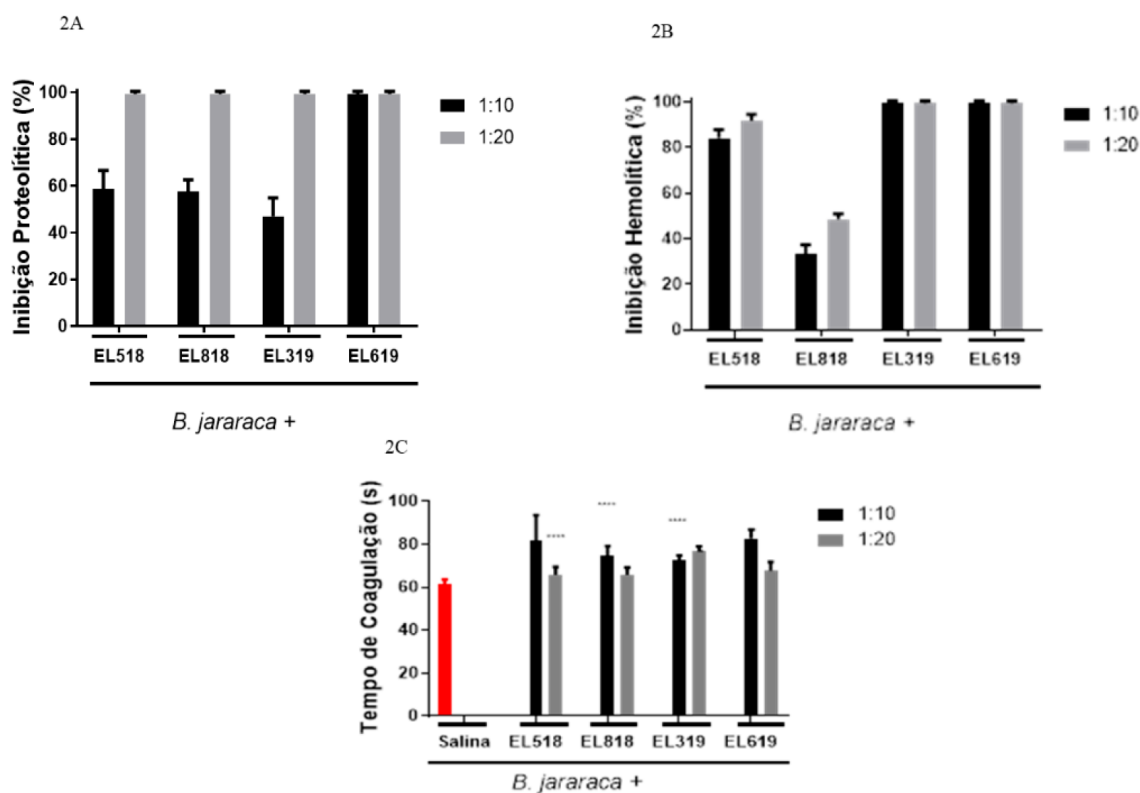 2A
Inibição Proteolítica (%)
100
80
60
40
20
0
1:10
1:20
EL518 EL818 EL319 EL619
B. jararaca +
2B
Inibição Hemolítica (%)
100
80
60
40
20
0
1:10
1:20
EL518 EL818 EL319 EL619
B. jararaca +
2C
Tempo de Coagulação (s)
100
80
60
40
20
0
1:10
1:20
Salina EL518 EL818 EL319 EL619
B. jararaca +